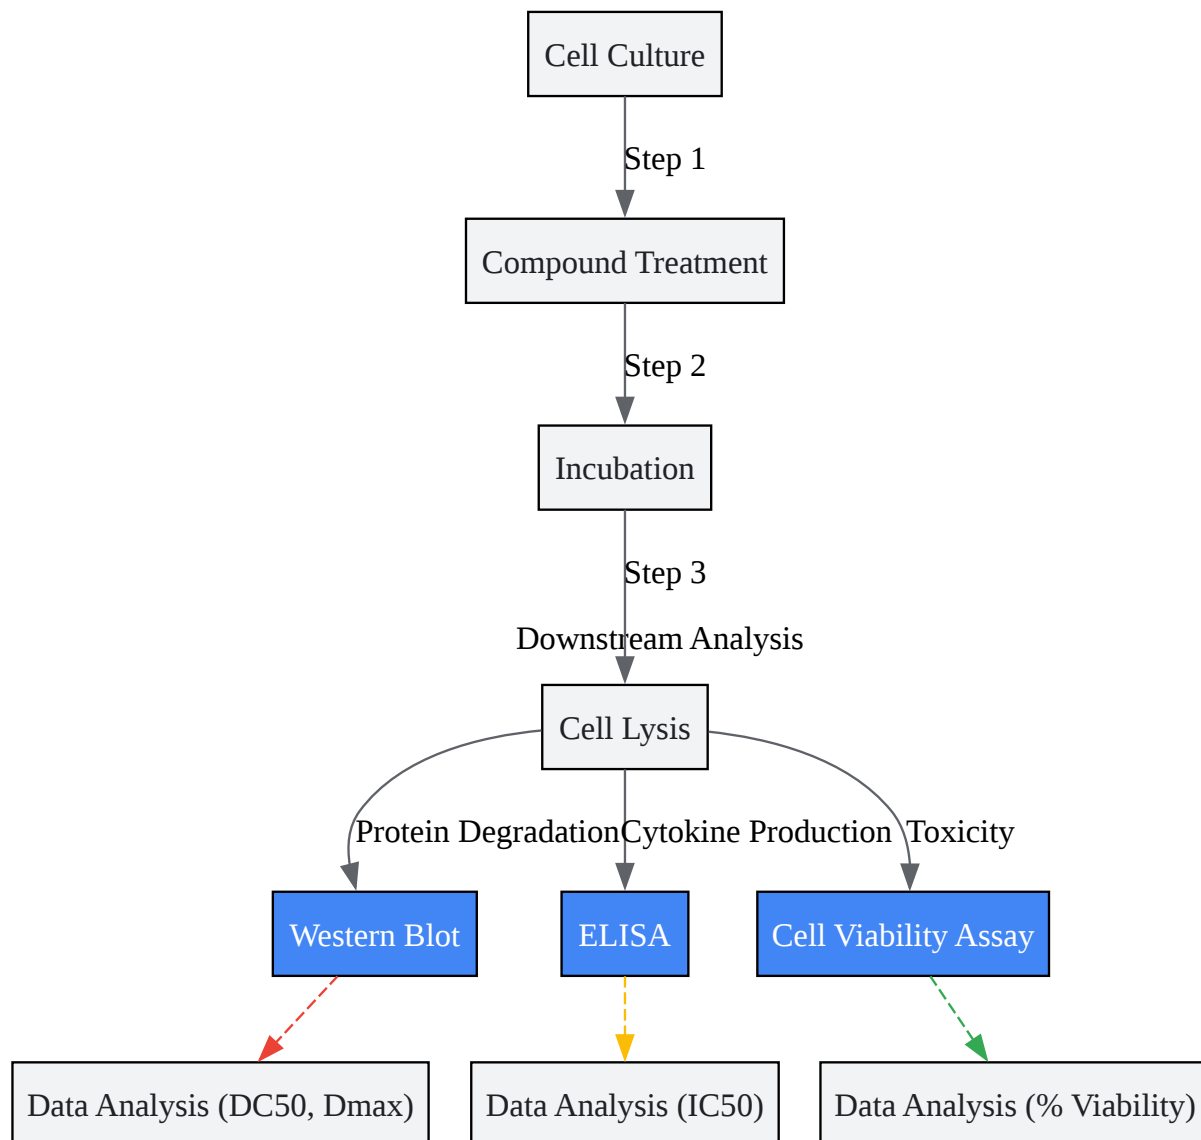 Cell Culture
Step 1
Compound Treatment
Step 2
Incubation
Step 3
Downstream Analysis
Cell Lysis
Protein Degradation
Cytokine Production
Toxicity
Western Blot
ELISA
Cell Viability Assay
Data Analysis (DC50, Dmax)
Data Analysis (IC50)
Data Analysis (% Viability)